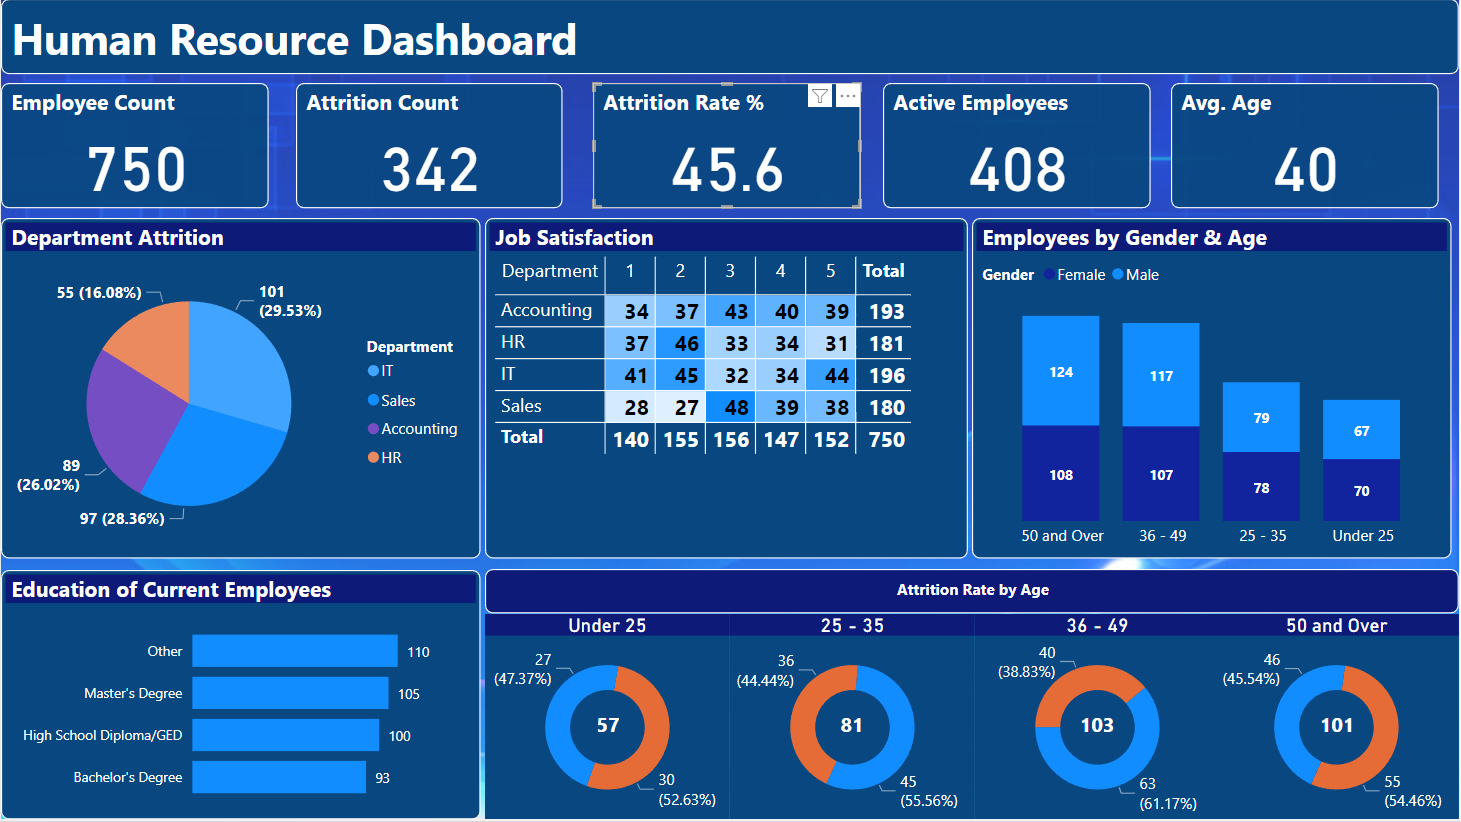 Human Resource Dashboard
Employee Count
750
Attrition Count
342
Attrition Rate %
45.6
Active Employees
408
Avg. Age
40
Department Attrition
55 (16.08%)
101
(29.53%)
89
(26.02%)
97 (28.36%)
Department
IT
Sales
Accounting
HR
Job Satisfaction
Department 1 2 3 4 5 Total
Accounting 34 37 43 40 39 193
HR 37 46 33 34 31 181
IT 41 45 32 34 44 196
Sales 28 27 48 39 38 180
Total 140 155 156 147 152 750
Employees by Gender & Age
Gender Female Male
124 117 79 67
108 107 78 70
50 and Over 36 - 49 25 - 35 Under 25
Education of Current Employees
Other 110
Master's Degree 105
High School Diploma/GED 100
Bachelor's Degree 93
Attrition Rate by Age
Under 25
27
(47.37%)
57
30
(52.63%)
25 - 35
36
(44.44%)
81
45
(55.56%)
36 - 49
40
(38.83%)
103
63
(61.17%)
50 and Over
46
(45.54%)
101
55
(54.46%)